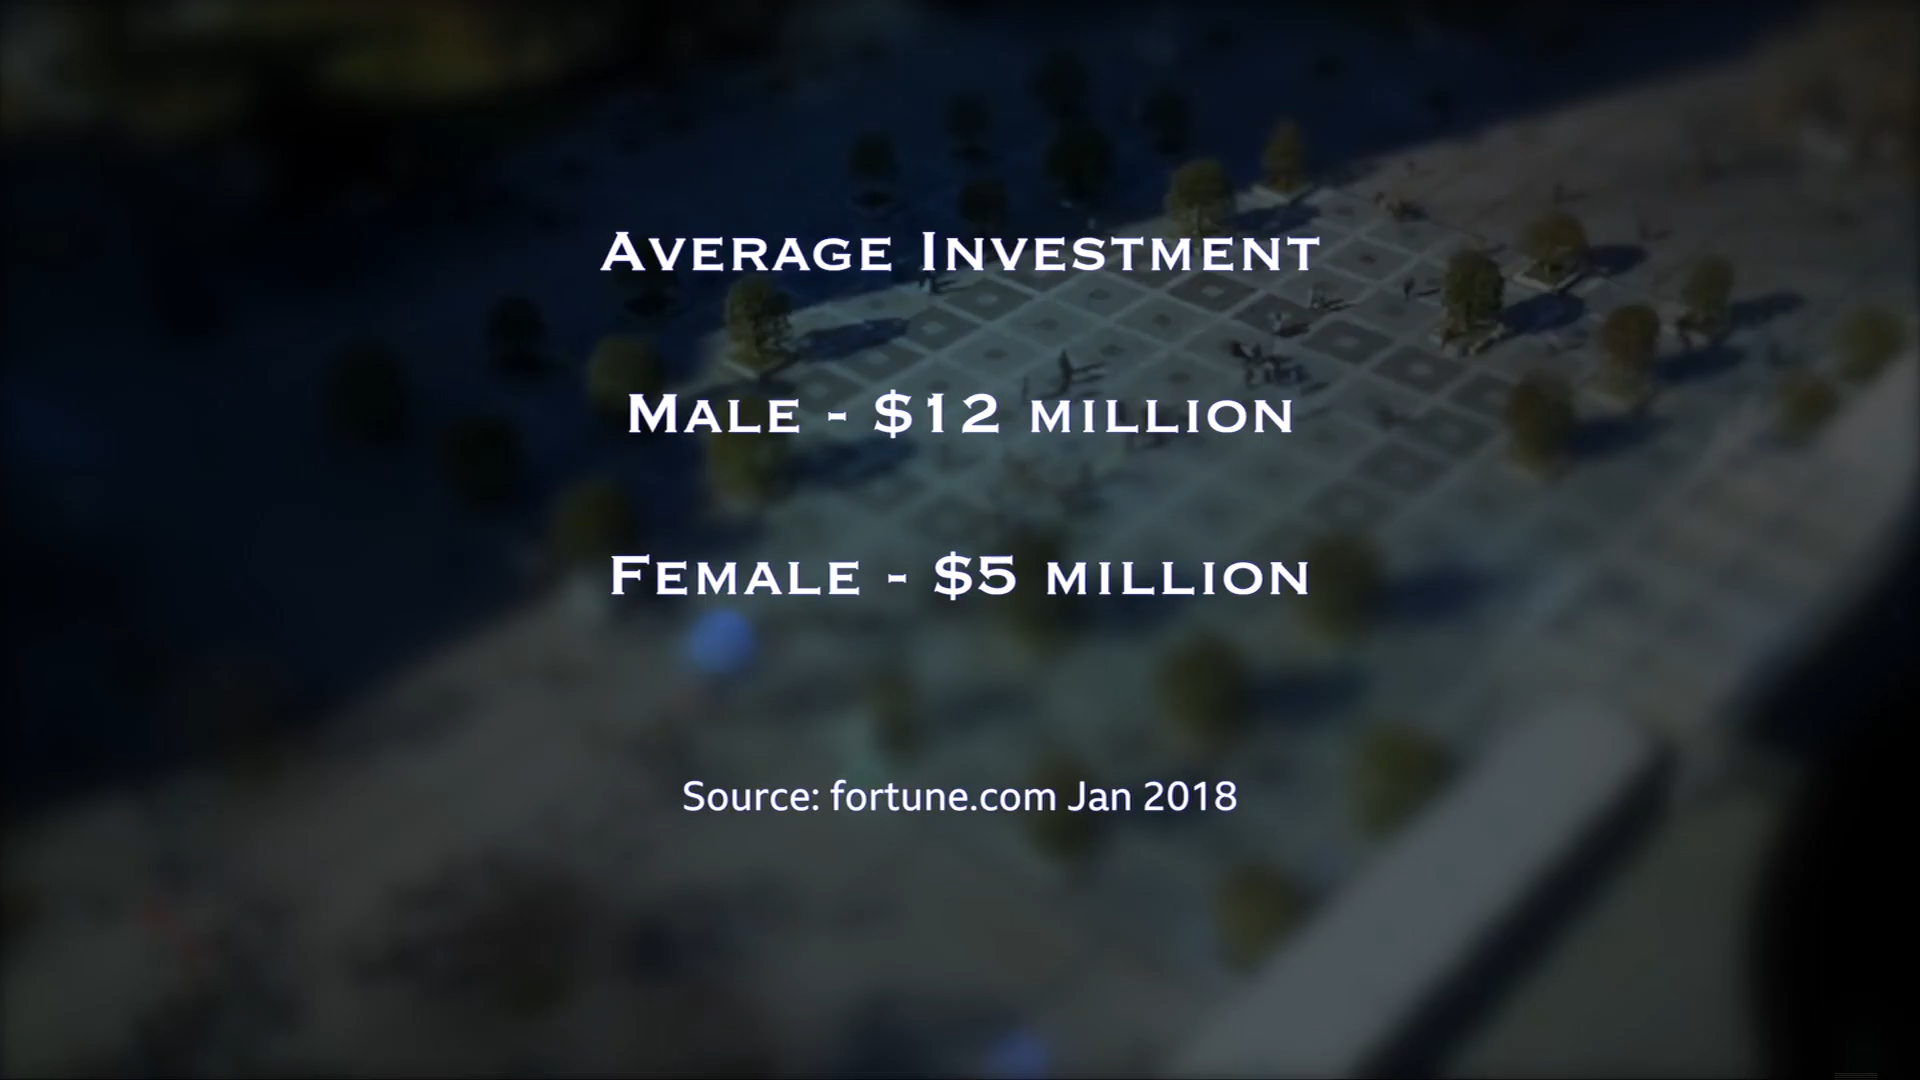 Average Investment
Male - $12 million
Female - $5 million
Source: fortune.com Jan 2018